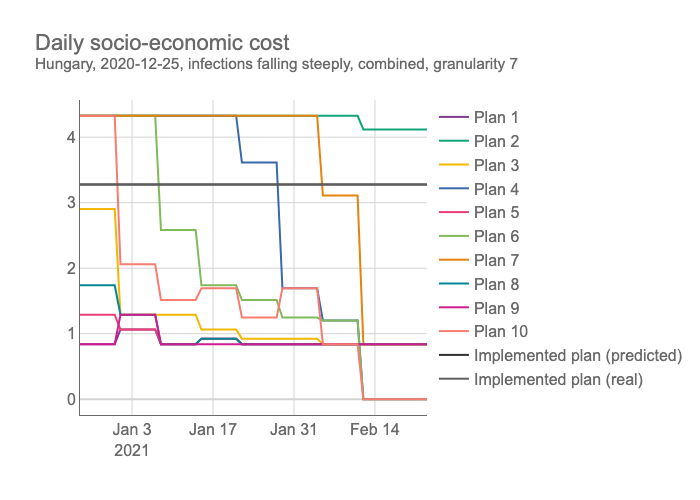 Daily socio-economic cost
Hungary, 2020-12-25, infections falling steeply, combined, granularity 7
4
3
2
1
0
Jan 3
2021
Jan 17
Jan 31
Feb 14
Plan 1
Plan 2
Plan 3
Plan 4
Plan 5
Plan 6
Plan 7
Plan 8
Plan 9
Plan 10
Implemented plan (predicted)
Implemented plan (real)